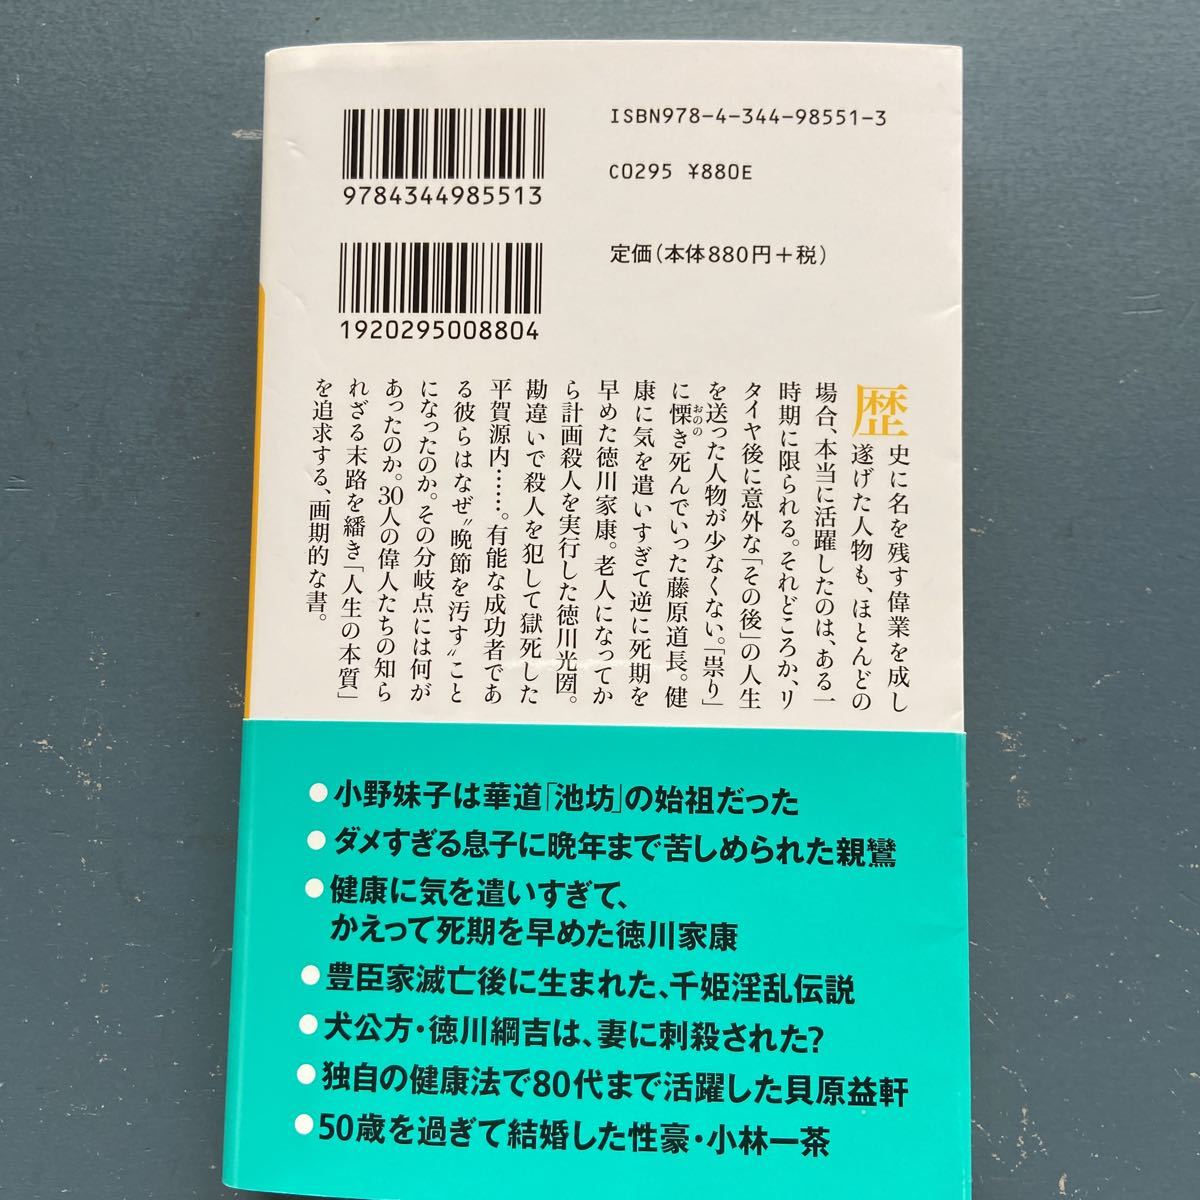 ISBN978-4-344-98551-3
C0295 ¥880E
定価(本体880円+税)
9784344985513
1920295008804
歴史に名を残す偉業を成し
遂げた人物も、ほとんどの
場合、本当に活躍したのは、ある一
時期に限られる。それどころか、リ
タイヤ後に意外な「その後」の人生
を送った人物が少なくない。「祟り」
に慄き死んでいった藤原道長。健
おのの
康に気を遣いすぎて逆に死期を
早めた徳川家康。老人になってか
ら計画殺人を実行した徳川光圀。
勘違いで殺人を犯して獄死した
平賀源内……。有能な成功者であ
る彼らはなぜ〝晩節を汚す〟こと
になったのか。その分岐点には何が
あったのか。30人の偉人たちの知ら
れざる末路を繙き「人生の本質」
を追求する、画期的な書。
●小野妹子は華道「池坊」の始祖だった
●ダメすぎる息子に晩年まで苦しめられた親鸞
●健康に気を遣いすぎて、
かえって死期を早めた徳川家康
●豊臣家滅亡後に生まれた、千姫淫乱伝説
●犬公方・徳川綱吉は、妻に刺殺された?
●独自の健康法で80代まで活躍した貝原益軒
●50歳を過ぎて結婚した性豪・小林一茶